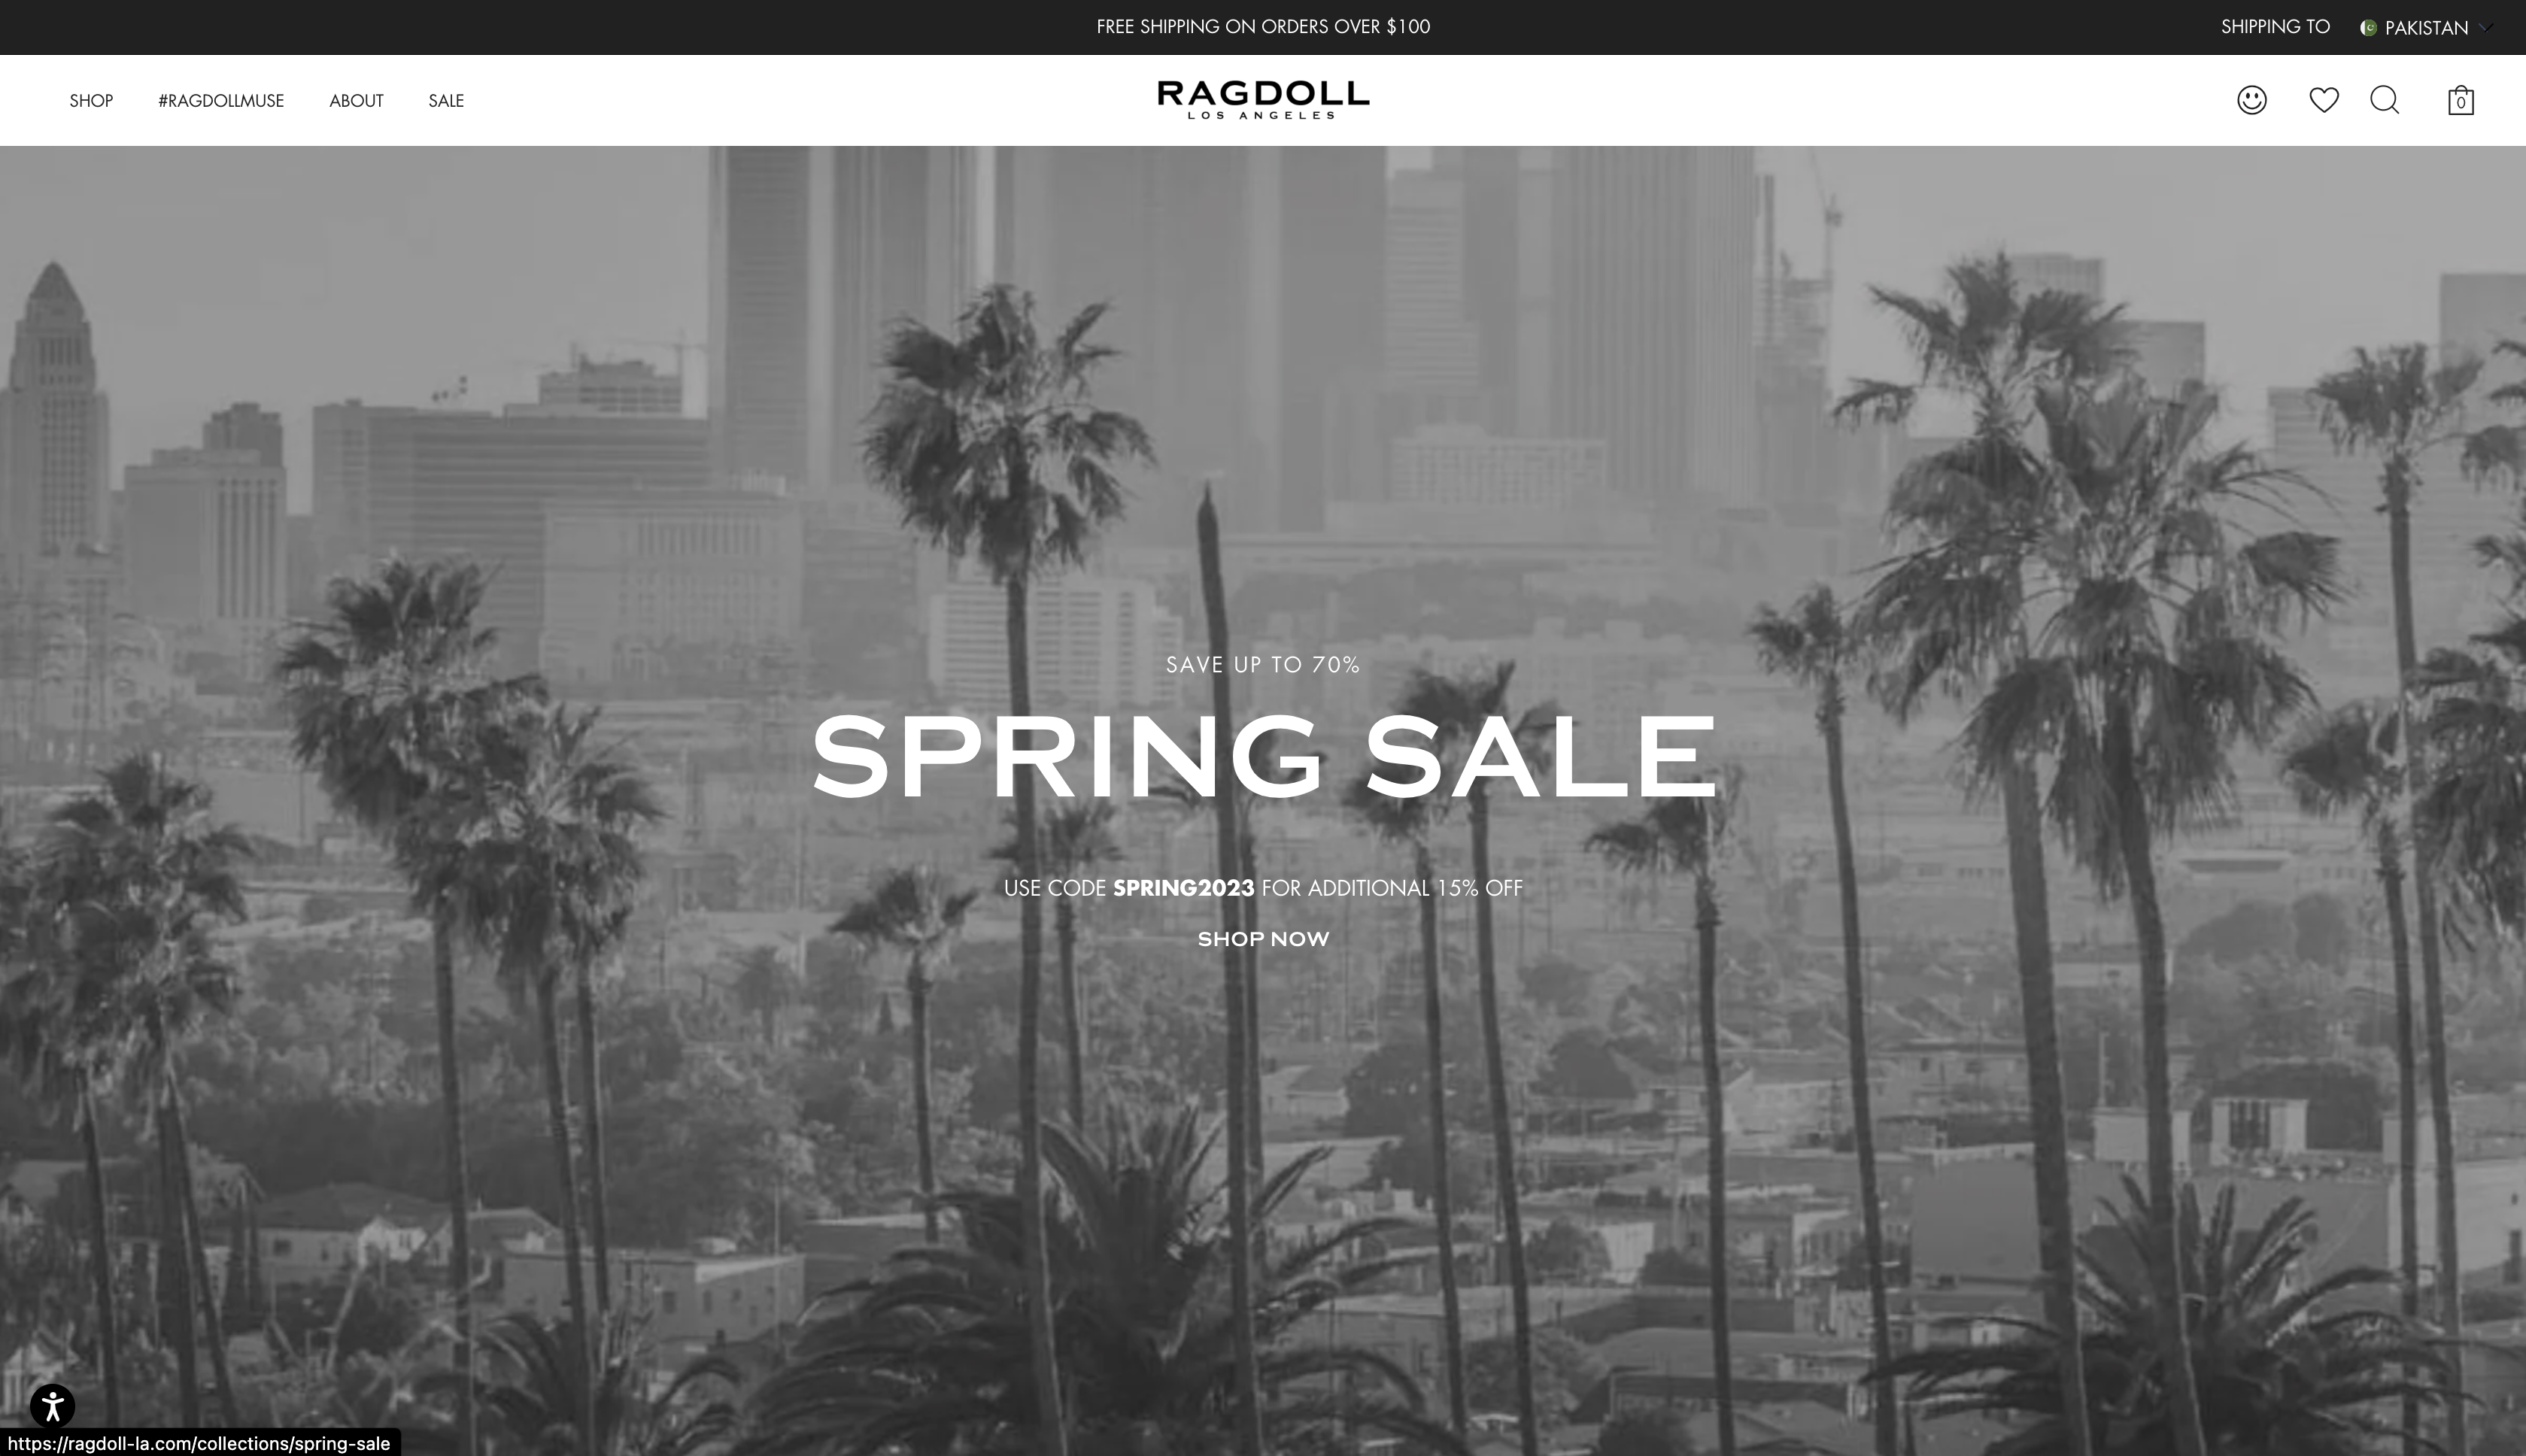 FREE SHIPPING ON ORDERS OVER $100
SHIPPING TO PAKISTAN
SHOP #RAGDOLLMUSE ABOUT SALE
RAGDOLL
LOS ANGELES
0
SAVE UP TO 70%
SPRING SALE
USE CODE SPRING2023 FOR ADDITIONAL 15% OFF
SHOP NOW
https://ragdoll-la.com/collections/spring-sale